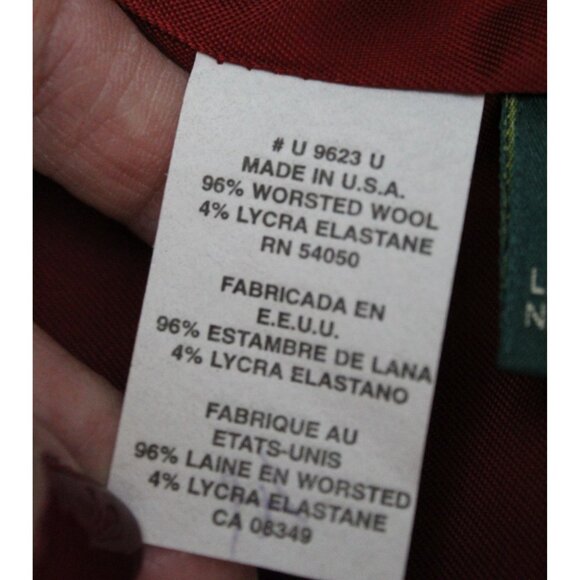 # U 9623 U
MADE IN U.S.A.
96% WORSTED WOOL
4% LYCRA ELASTANE
RN 54050
FABRICADA EN
E.E.U.U.
96% ESTAMBRE DE LANA
4% LYCRA ELASTANO
FABRIQUE AU
ETATS-UNIS
96% LAINE EN WORSTED
4% LYCRA ELASTANE
CA 08349
L
N